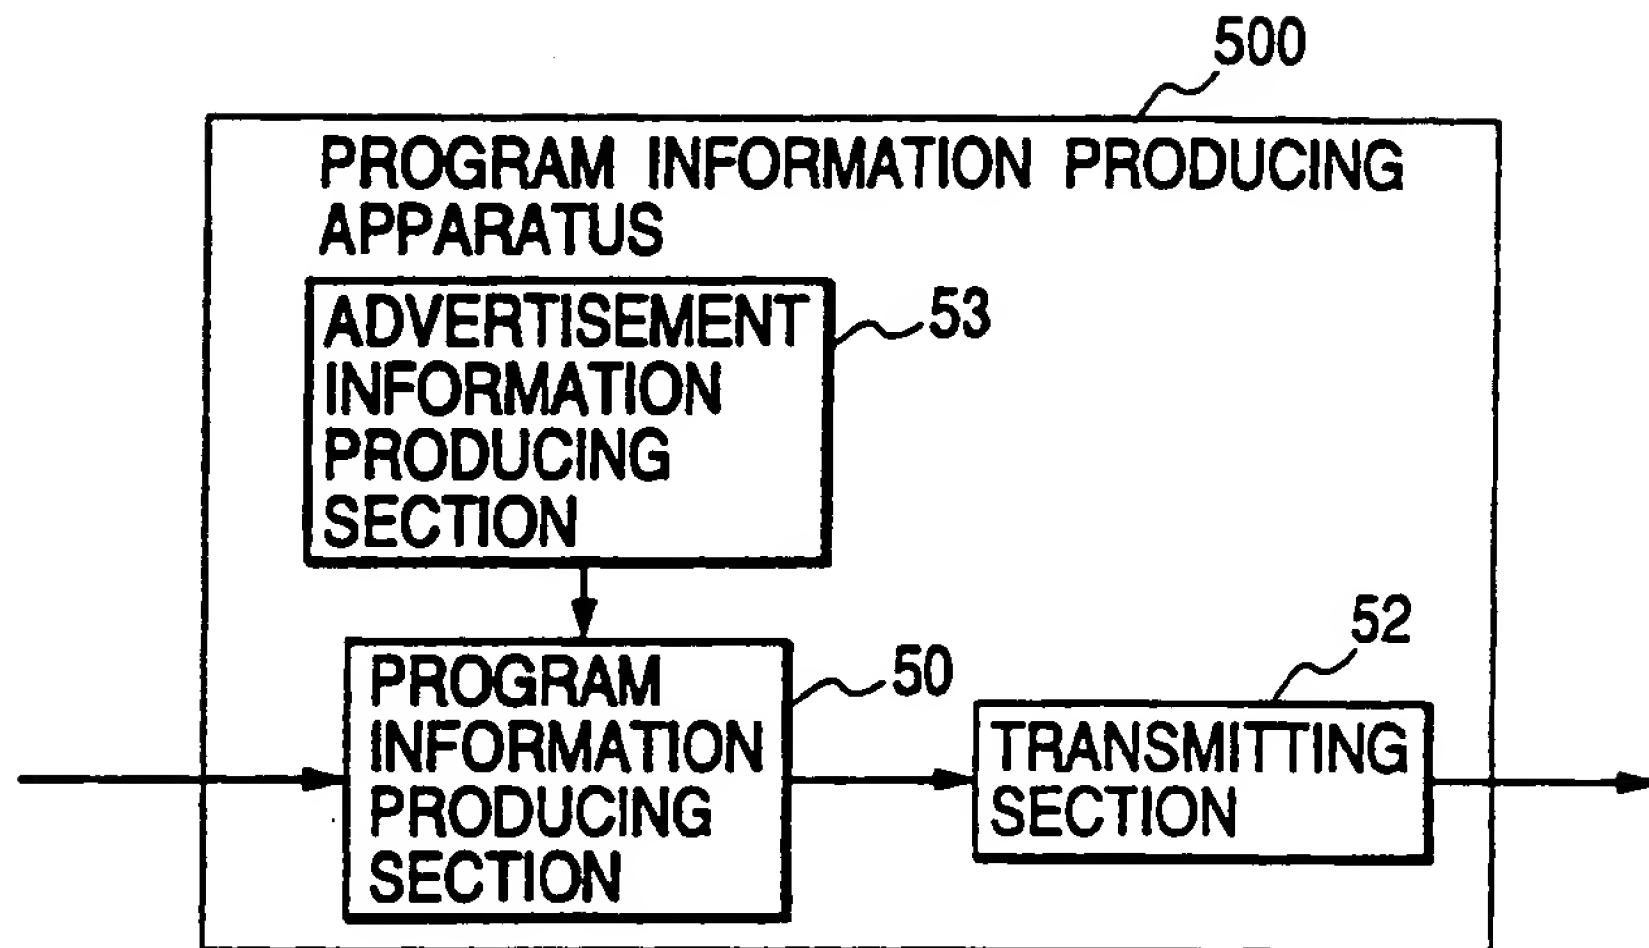 500
PROGRAM INFORMATION PRODUCING
APPARATUS
ADVERTISEMENT
INFORMATION
PRODUCING
SECTION
53
PROGRAM
INFORMATION
PRODUCING
SECTION
50
52
TRANSMITTING
SECTION